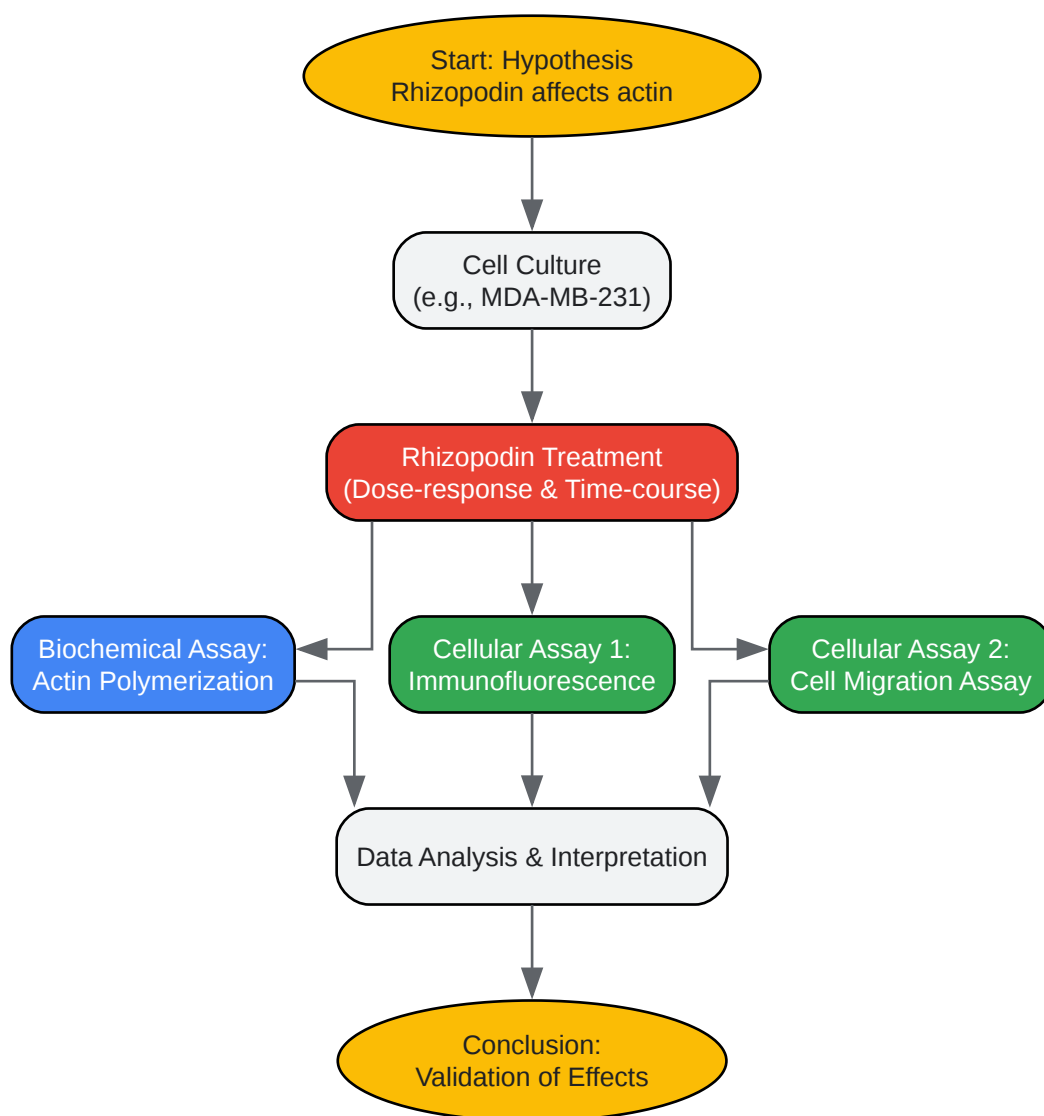 Start: Hypothesis
Rhizopodin affects actin
Cell Culture
(e.g., MDA-MB-231)
Rhizopodin Treatment
(Dose-response & Time-course)
Biochemical Assay:
Actin Polymerization
Cellular Assay 1:
Immunofluorescence
Cellular Assay 2:
Cell Migration Assay
Data Analysis & Interpretation
Conclusion:
Validation of Effects